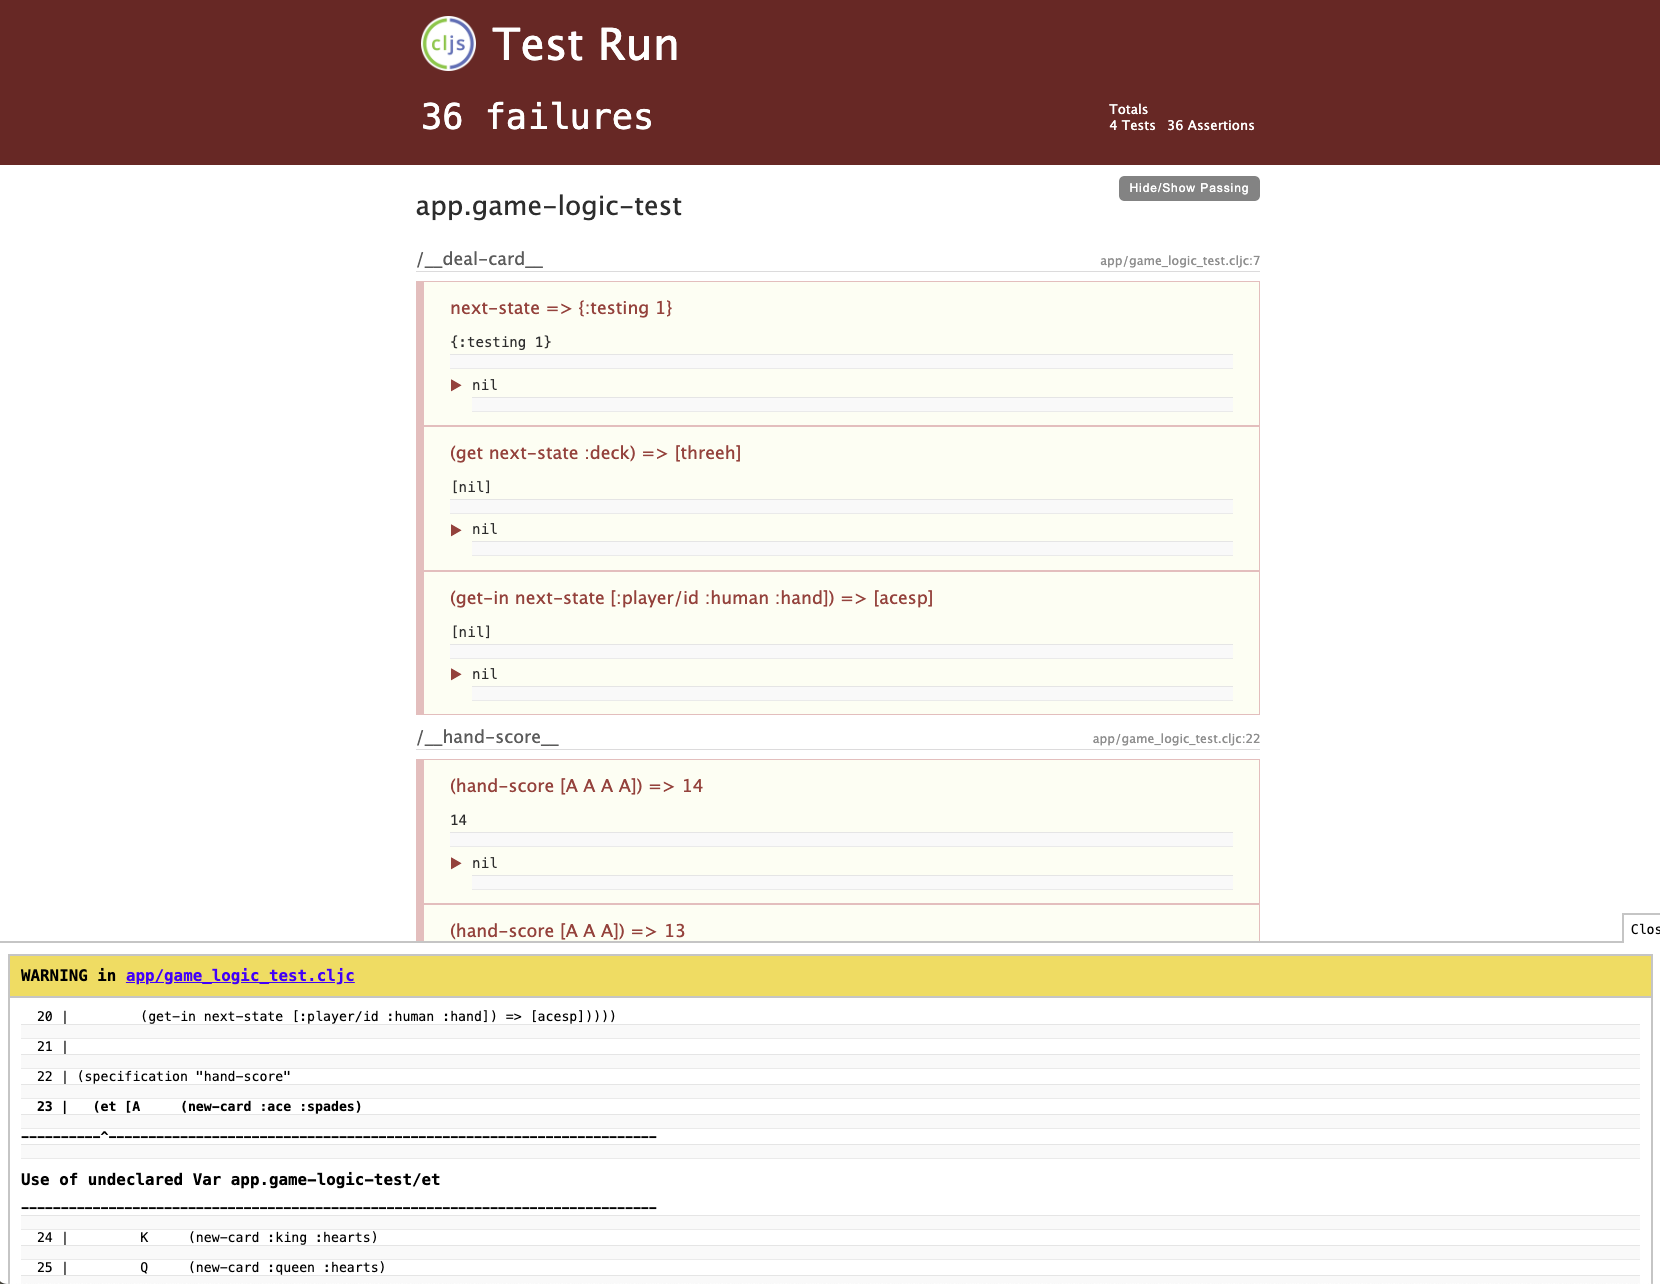 cljs Test Run
36 failures
Totals
4 Tests 36 Assertions
Hide/Show Passing
app.game-logic-test
/__deal-card__ app/game_logic_test.cljc:7
next-state => {:testing 1}
{:testing 1}
nil
(get next-state :deck) => [threeh]
[nil]
nil
(get-in next-state [:player/id :human :hand]) => [acesp]
[nil]
nil
/__hand-score__ app/game_logic_test.cljc:22
(hand-score [A A A A]) => 14
14
nil
(hand-score [A A A]) => 13
Clos
WARNING in app/game_logic_test.cljc
20 | (get-in next-state [:player/id :human :hand]) => [acesp])))))
21 |
22 | (specification "hand-score"
23 | (et [A (new-card :ace :spades)
----------^---------------------------------------------------------------------
Use of undeclared Var app.game-logic-test/et
--------------------------------------------------------------------------------
24 | K (new-card :king :hearts)
25 | Q (new-card :queen :hearts)